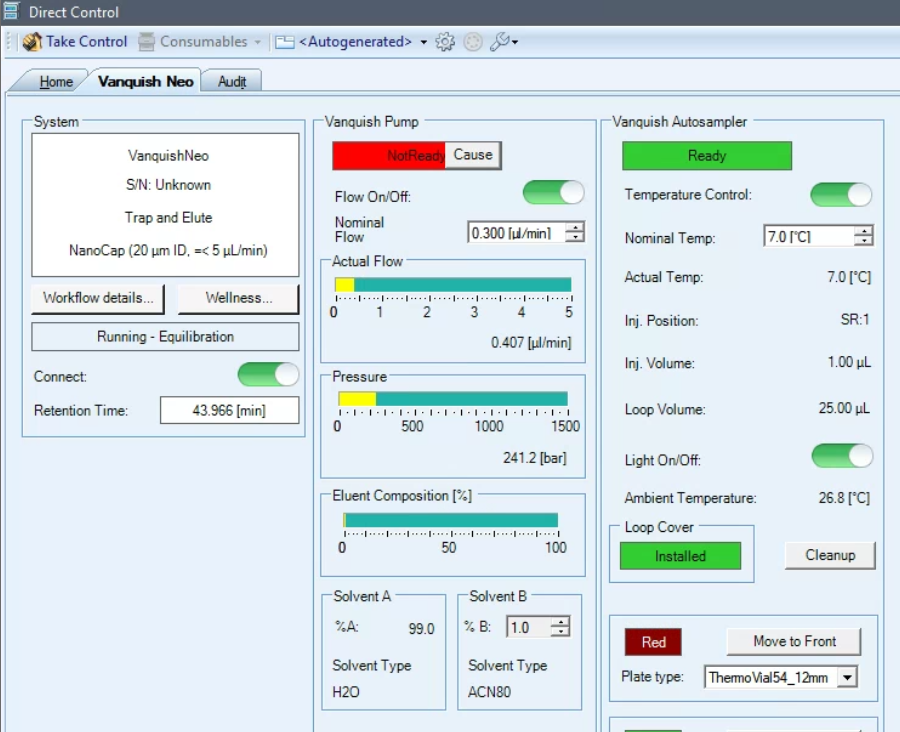 Direct Control
Take Control Consumables <Autogenerated>
Home Vanquish Neo Audit
System
VanquishNeo
S/N: Unknown
Trap and Elute
NanoCap (20 µm ID, =< 5 µL/min)
Workflow details... Wellness...
Running - Equilibration
Connect:
Retention Time: 43.966 [min]
Vanquish Pump
NotReady Cause
Flow On/Off:
Nominal
Flow 0.300 [µl/min]
Actual Flow
0 1 2 3 4 5
0.407 [µl/min]
Pressure
0 500 1000 1500
241.2 [bar]
Eluent Composition [%]
0 50 100
Solvent A
%A: 99.0
Solvent Type
H2O
Solvent B
% B: 1.0
Solvent Type
ACN80
Vanquish Autosampler
Ready
Temperature Control:
Nominal Temp: 7.0 [°C]
Actual Temp: 7.0 [°C]
Inj. Position: SR:1
Inj. Volume: 1.00 µL
Loop Volume: 25.00 µL
Light On/Off:
Ambient Temperature: 26.8 [°C]
Loop Cover
Installed Cleanup
Red Move to Front
Plate type: ThermoVial54_12mm